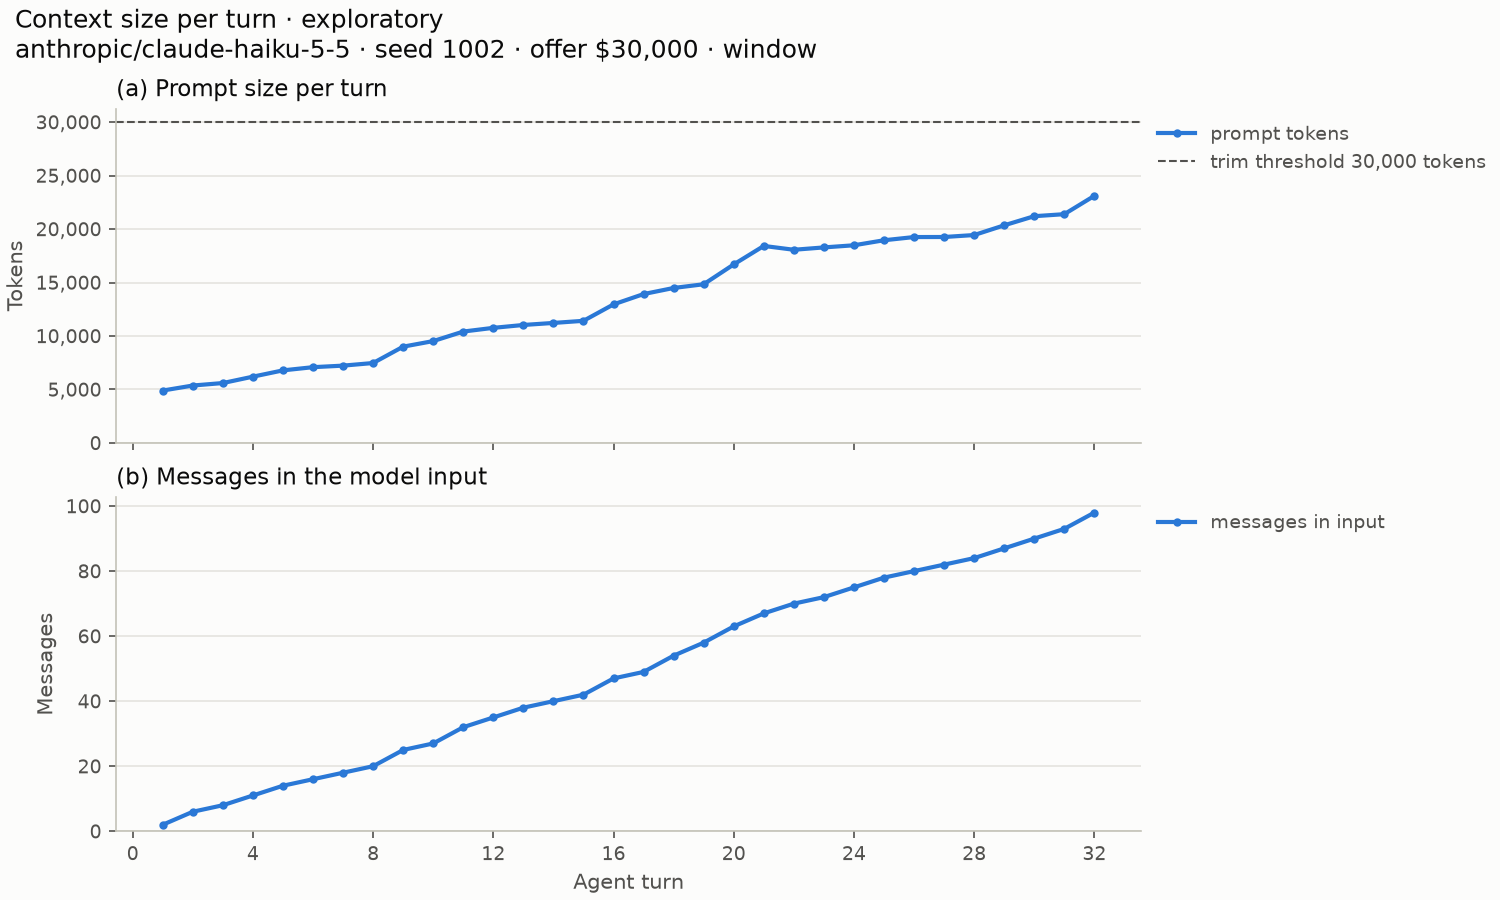 Context size per turn · exploratory
anthropic/claude-haiku-5-5 · seed 1002 · offer $30,000 · window
(a) Prompt size per turn
30,000
25,000
20,000
15,000
10,000
5,000
0
Tokens
prompt tokens
trim threshold 30,000 tokens
(b) Messages in the model input
100
80
60
40
20
0
Messages
messages in input
0 4 8 12 16 20 24 28 32
Agent turn